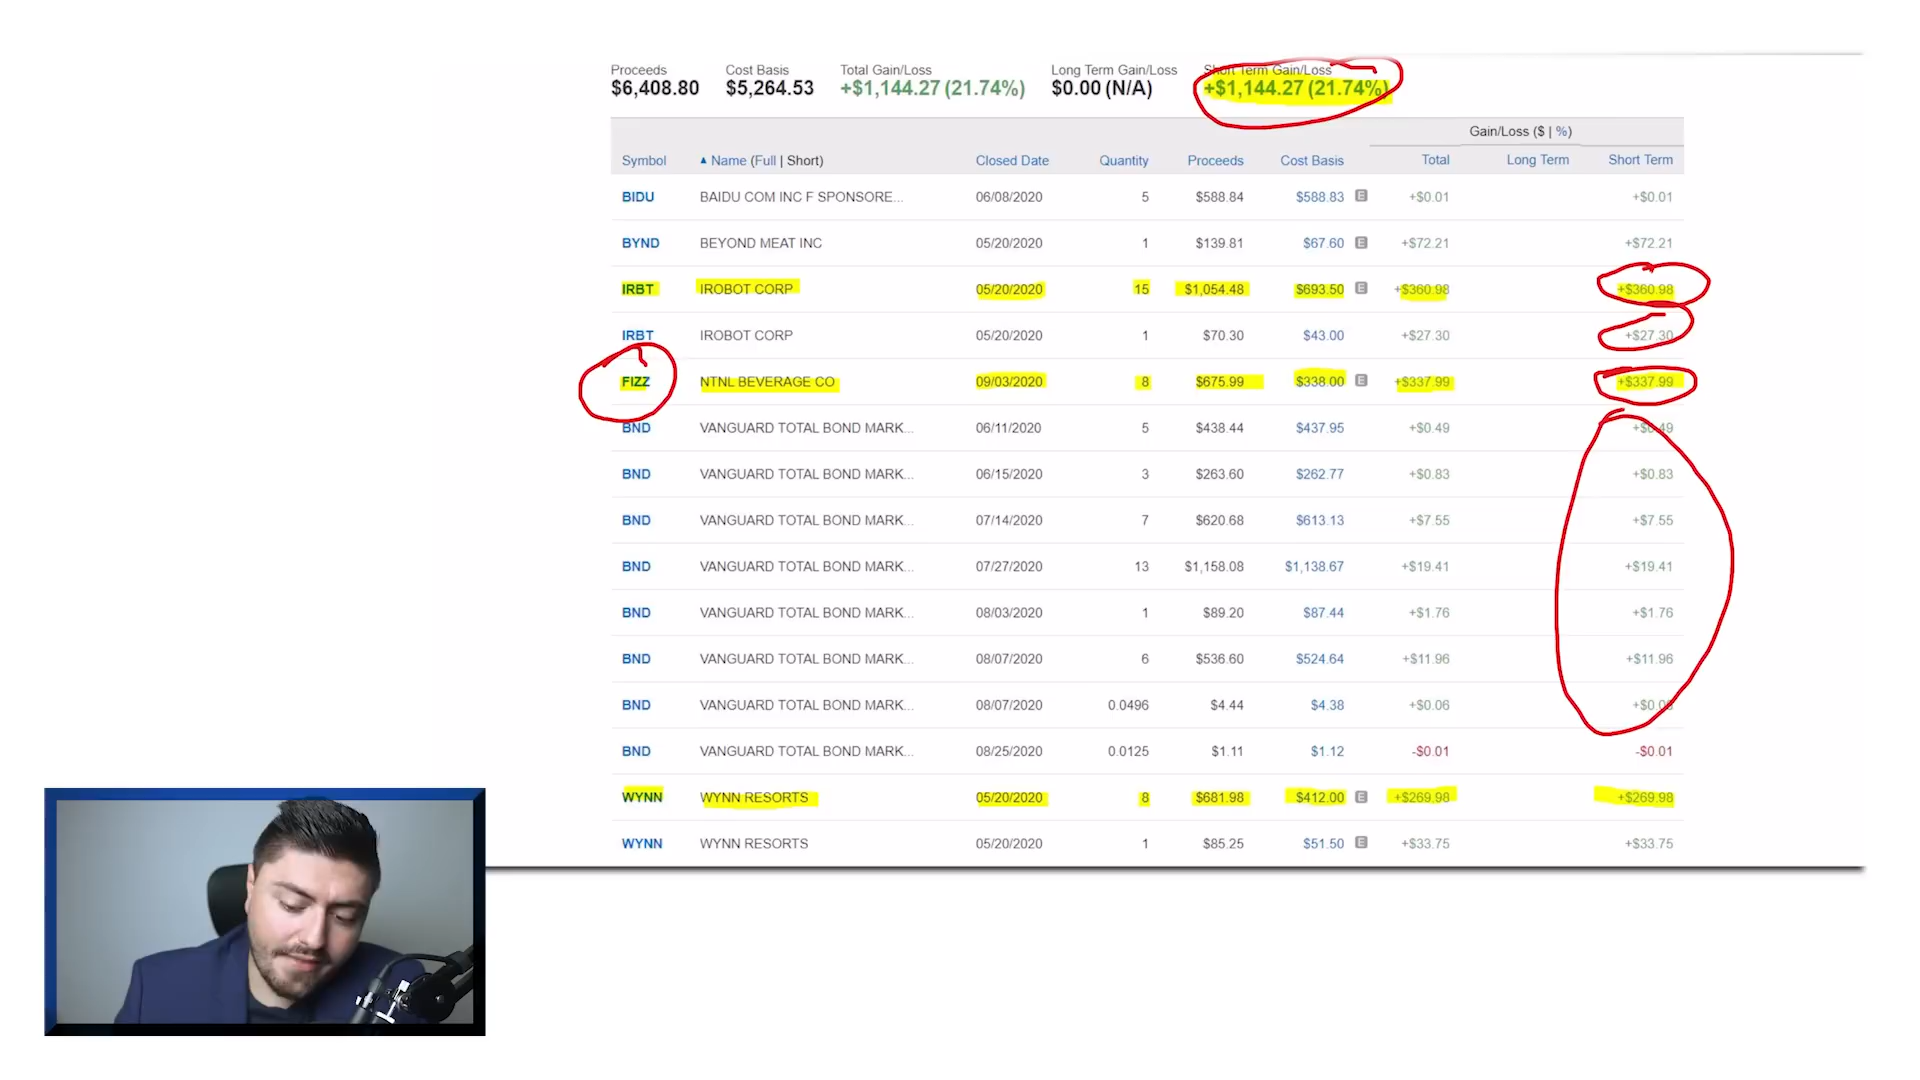 Proceeds Cost Basis Total Gain/Loss Long Term Gain/Loss Short Term Gain/Loss
$6,408.80 $5,264.53 +$1,144.27 (21.74%) $0.00 (N/A) +$1,144.27 (21.74%)
Gain/Loss ($ | %)
Symbol ▲ Name (Full | Short) Closed Date Quantity Proceeds Cost Basis Total Long Term Short Term
BIDU BAIDU COM INC F SPONSORE... 06/08/2020 5 $588.84 $588.83 E +$0.01 +$0.01
BYND BEYOND MEAT INC 05/20/2020 1 $139.81 $67.60 E +$72.21 +$72.21
IRBT IROBOT CORP 05/20/2020 15 $1,054.48 $693.50 E +$360.98 +$360.98
IRBT IROBOT CORP 05/20/2020 1 $70.30 $43.00 +$27.30 +$27.30
FIZZ NTNL BEVERAGE CO 09/03/2020 8 $675.99 $338.00 E +$337.99 +$337.99
BND VANGUARD TOTAL BOND MARK... 06/11/2020 5 $438.44 $437.95 +$0.49 +$0.49
BND VANGUARD TOTAL BOND MARK... 06/15/2020 3 $263.60 $262.77 +$0.83 +$0.83
BND VANGUARD TOTAL BOND MARK... 07/14/2020 7 $620.68 $613.13 +$7.55 +$7.55
BND VANGUARD TOTAL BOND MARK... 07/27/2020 13 $1,158.08 $1,138.67 +$19.41 +$19.41
BND VANGUARD TOTAL BOND MARK... 08/03/2020 1 $89.20 $87.44 +$1.76 +$1.76
BND VANGUARD TOTAL BOND MARK... 08/07/2020 6 $536.60 $524.64 +$11.96 +$11.96
BND VANGUARD TOTAL BOND MARK... 08/07/2020 0.0496 $4.44 $4.38 +$0.06 +$0.06
BND VANGUARD TOTAL BOND MARK... 08/25/2020 0.0125 $1.11 $1.12 -$0.01 -$0.01
WYNN WYNN RESORTS 05/20/2020 8 $681.98 $412.00 E +$269.98 +$269.98
WYNN WYNN RESORTS 05/20/2020 1 $85.25 $51.50 E +$33.75 +$33.75